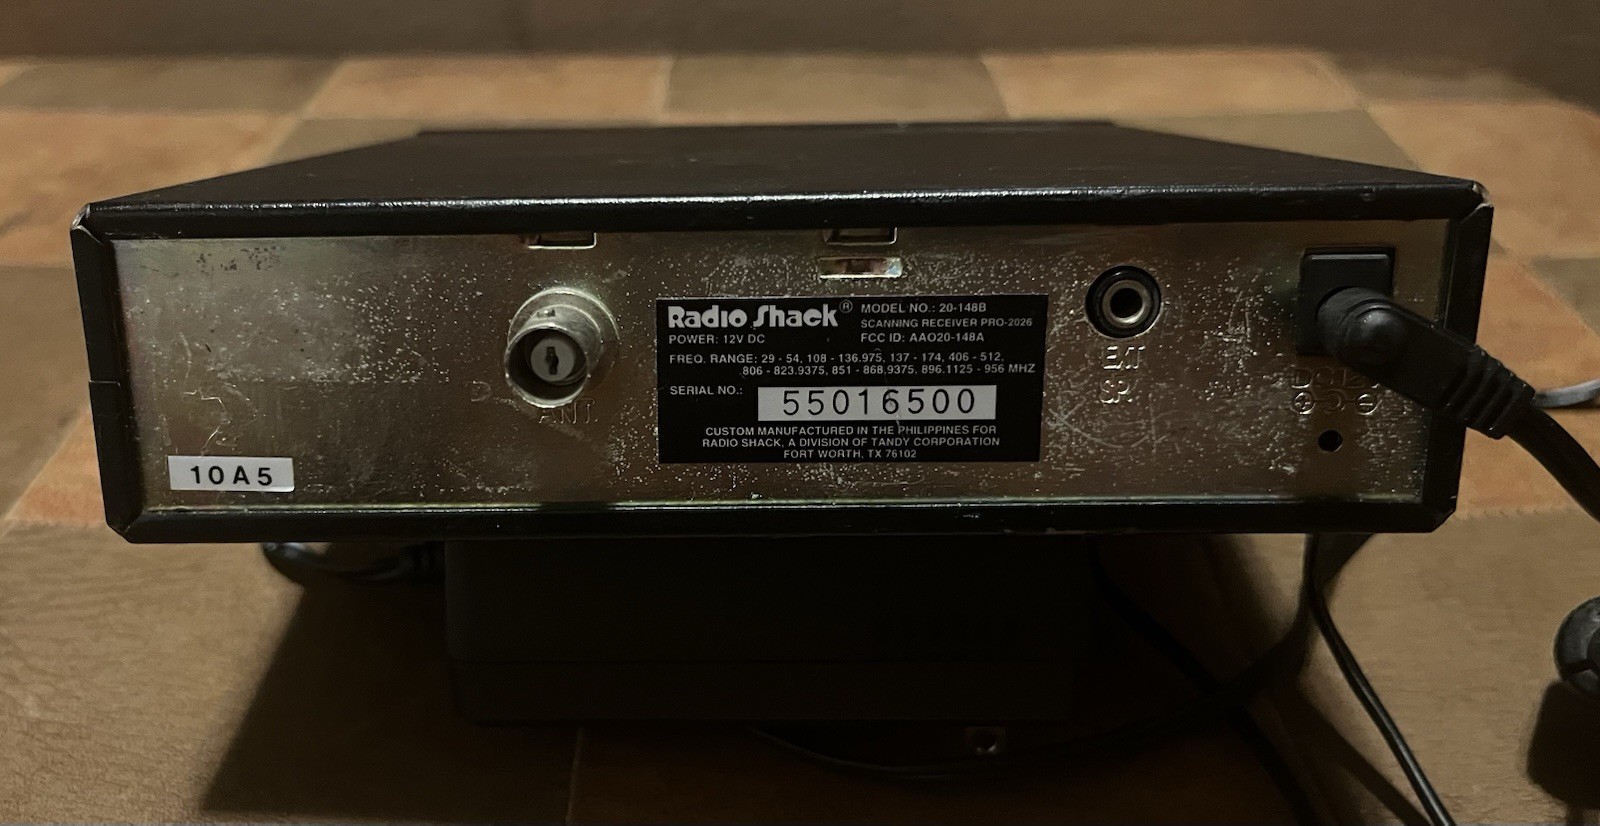 Radio Shack® MODEL NO.: 20-148B
SCANNING RECEIVER PRO-2026
POWER: 12V DC FCC ID: AAO20-148A
FREQ. RANGE: 29 - 54, 108 - 136.975, 137 - 174, 406 - 512,
806 - 823.9375, 851 - 868.9375, 896.1125 - 956 MHZ
SERIAL NO.: 55016500
CUSTOM MANUFACTURED IN THE PHILIPPINES FOR
RADIO SHACK, A DIVISION OF TANDY CORPORATION
FORT WORTH, TX 76102
ANT
EXT
10A5